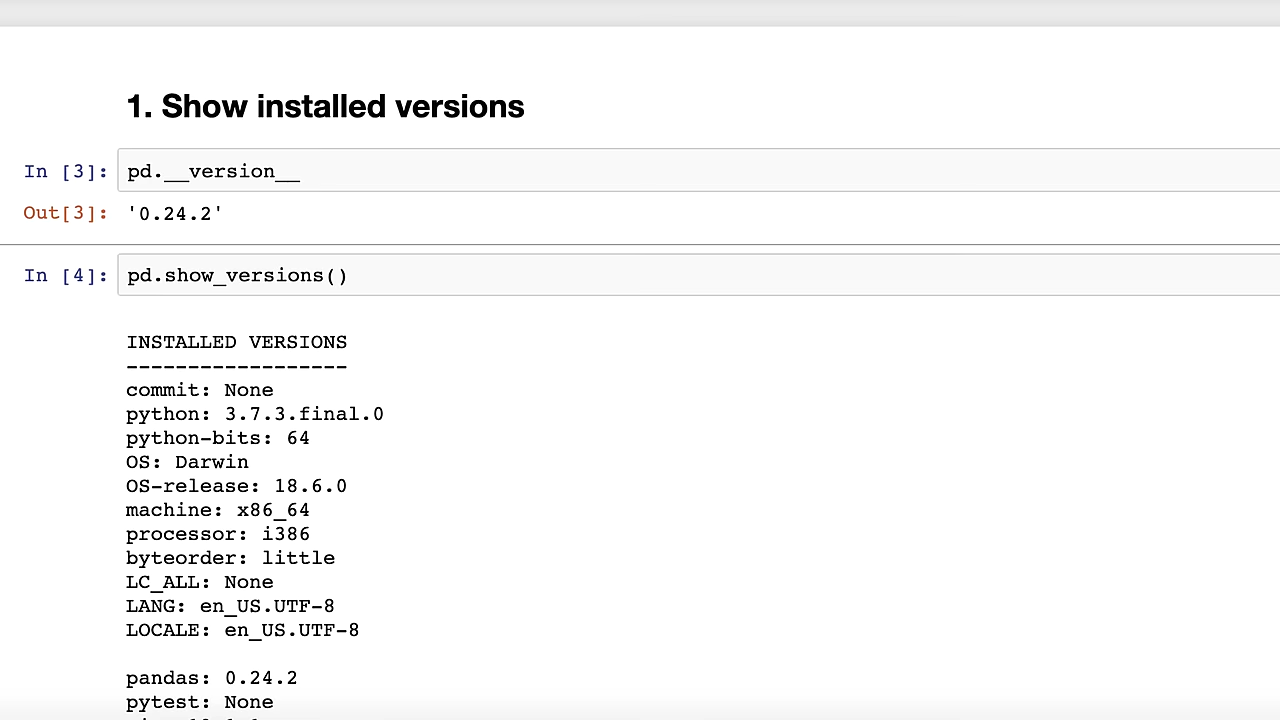 1. Show installed versions
In [3]: pd.__version__
Out[3]: '0.24.2'
In [4]: pd.show_versions()
INSTALLED VERSIONS
------------------
commit: None
python: 3.7.3.final.0
python-bits: 64
OS: Darwin
OS-release: 18.6.0
machine: x86_64
processor: i386
byteorder: little
LC_ALL: None
LANG: en_US.UTF-8
LOCALE: en_US.UTF-8
pandas: 0.24.2
pytest: None